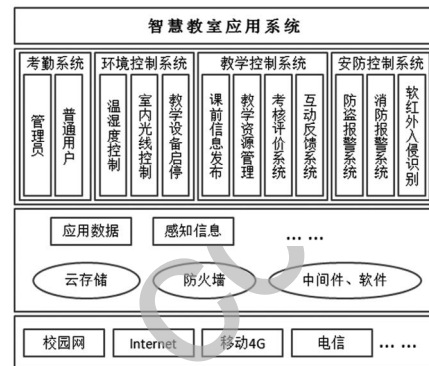 智慧教室应用系统
考勤系统
管理员
普通用户
环境控制系统
温湿度控制
室内光线控制
教学设备启停
教学控制系统
课前信息发布
教学资源管理
考核评价系统
互动反馈系统
安防控制系统
防盗报警系统
消防报警系统
软红外入侵识别
应用数据
感知信息
... ...
云存储
防火墙
中间件、软件
校园网
Internet
移动4G
电信
... ...